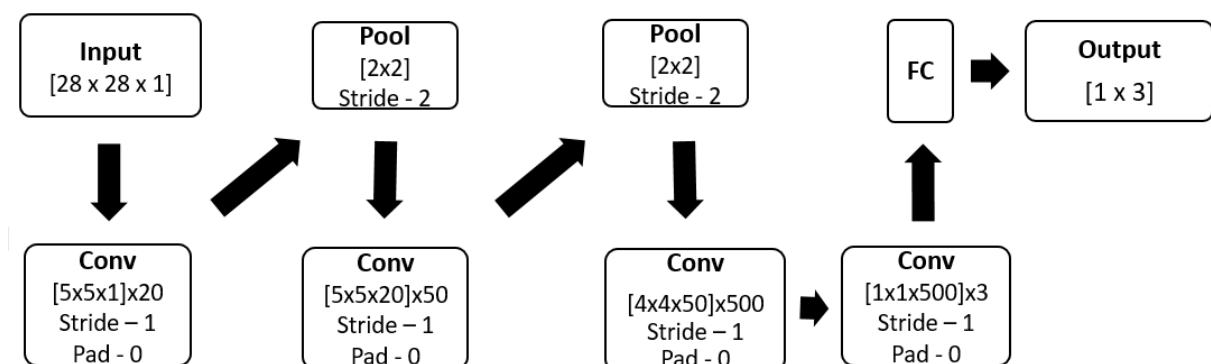 Input
[28 x 28 x 1]
Conv
[5x5x1]x20
Stride – 1
Pad - 0
Pool
[2x2]
Stride - 2
Conv
[5x5x20]x50
Stride – 1
Pad - 0
Pool
[2x2]
Stride - 2
Conv
[4x4x50]x500
Stride – 1
Pad - 0
Conv
[1x1x500]x3
Stride – 1
Pad - 0
FC
Output
[1 x 3]